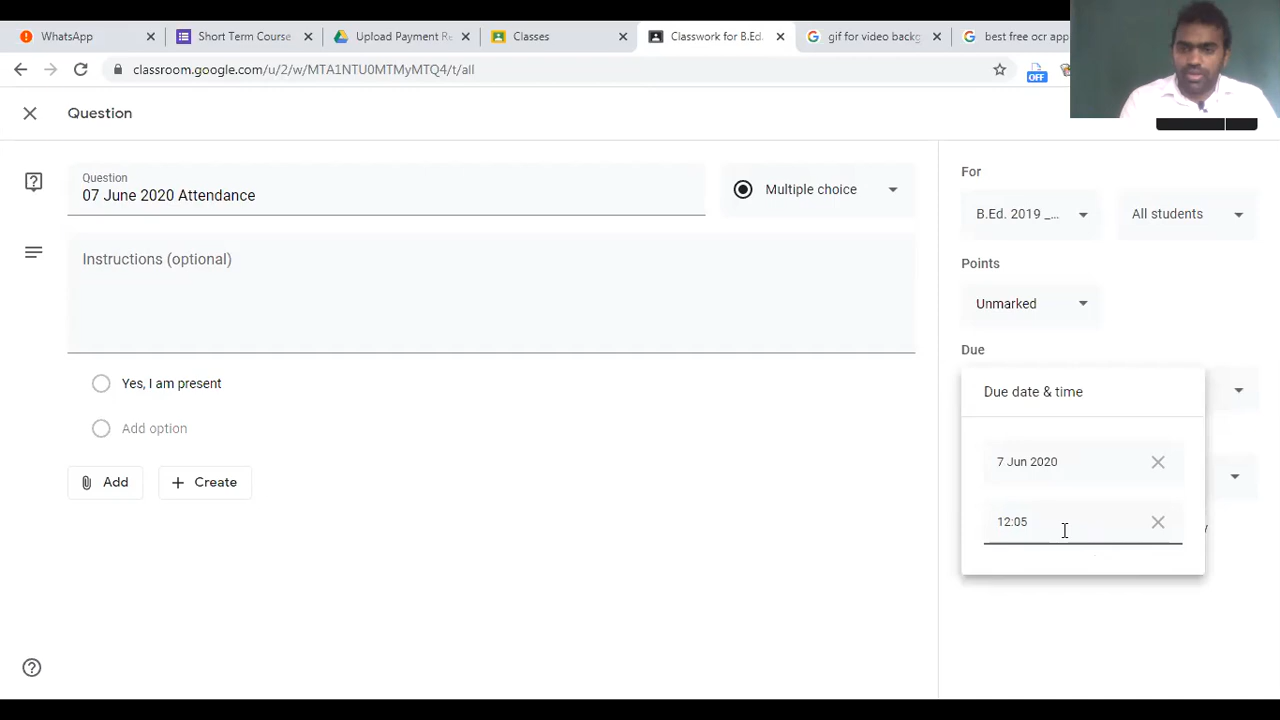 WhatsApp
Short Term Course
Upload Payment Re
Classes
Classwork for B.Ed.
gif for video backg
best free ocr app
classroom.google.com/u/2/w/MTA1NTU0MTMyMTQ4/t/all
OFF
Question
Question
07 June 2020 Attendance
Multiple choice
Instructions (optional)
Yes, I am present
Add option
Add
Create
For
B.Ed. 2019 _...
All students
Points
Unmarked
Due
Due date & time
7 Jun 2020
12:05